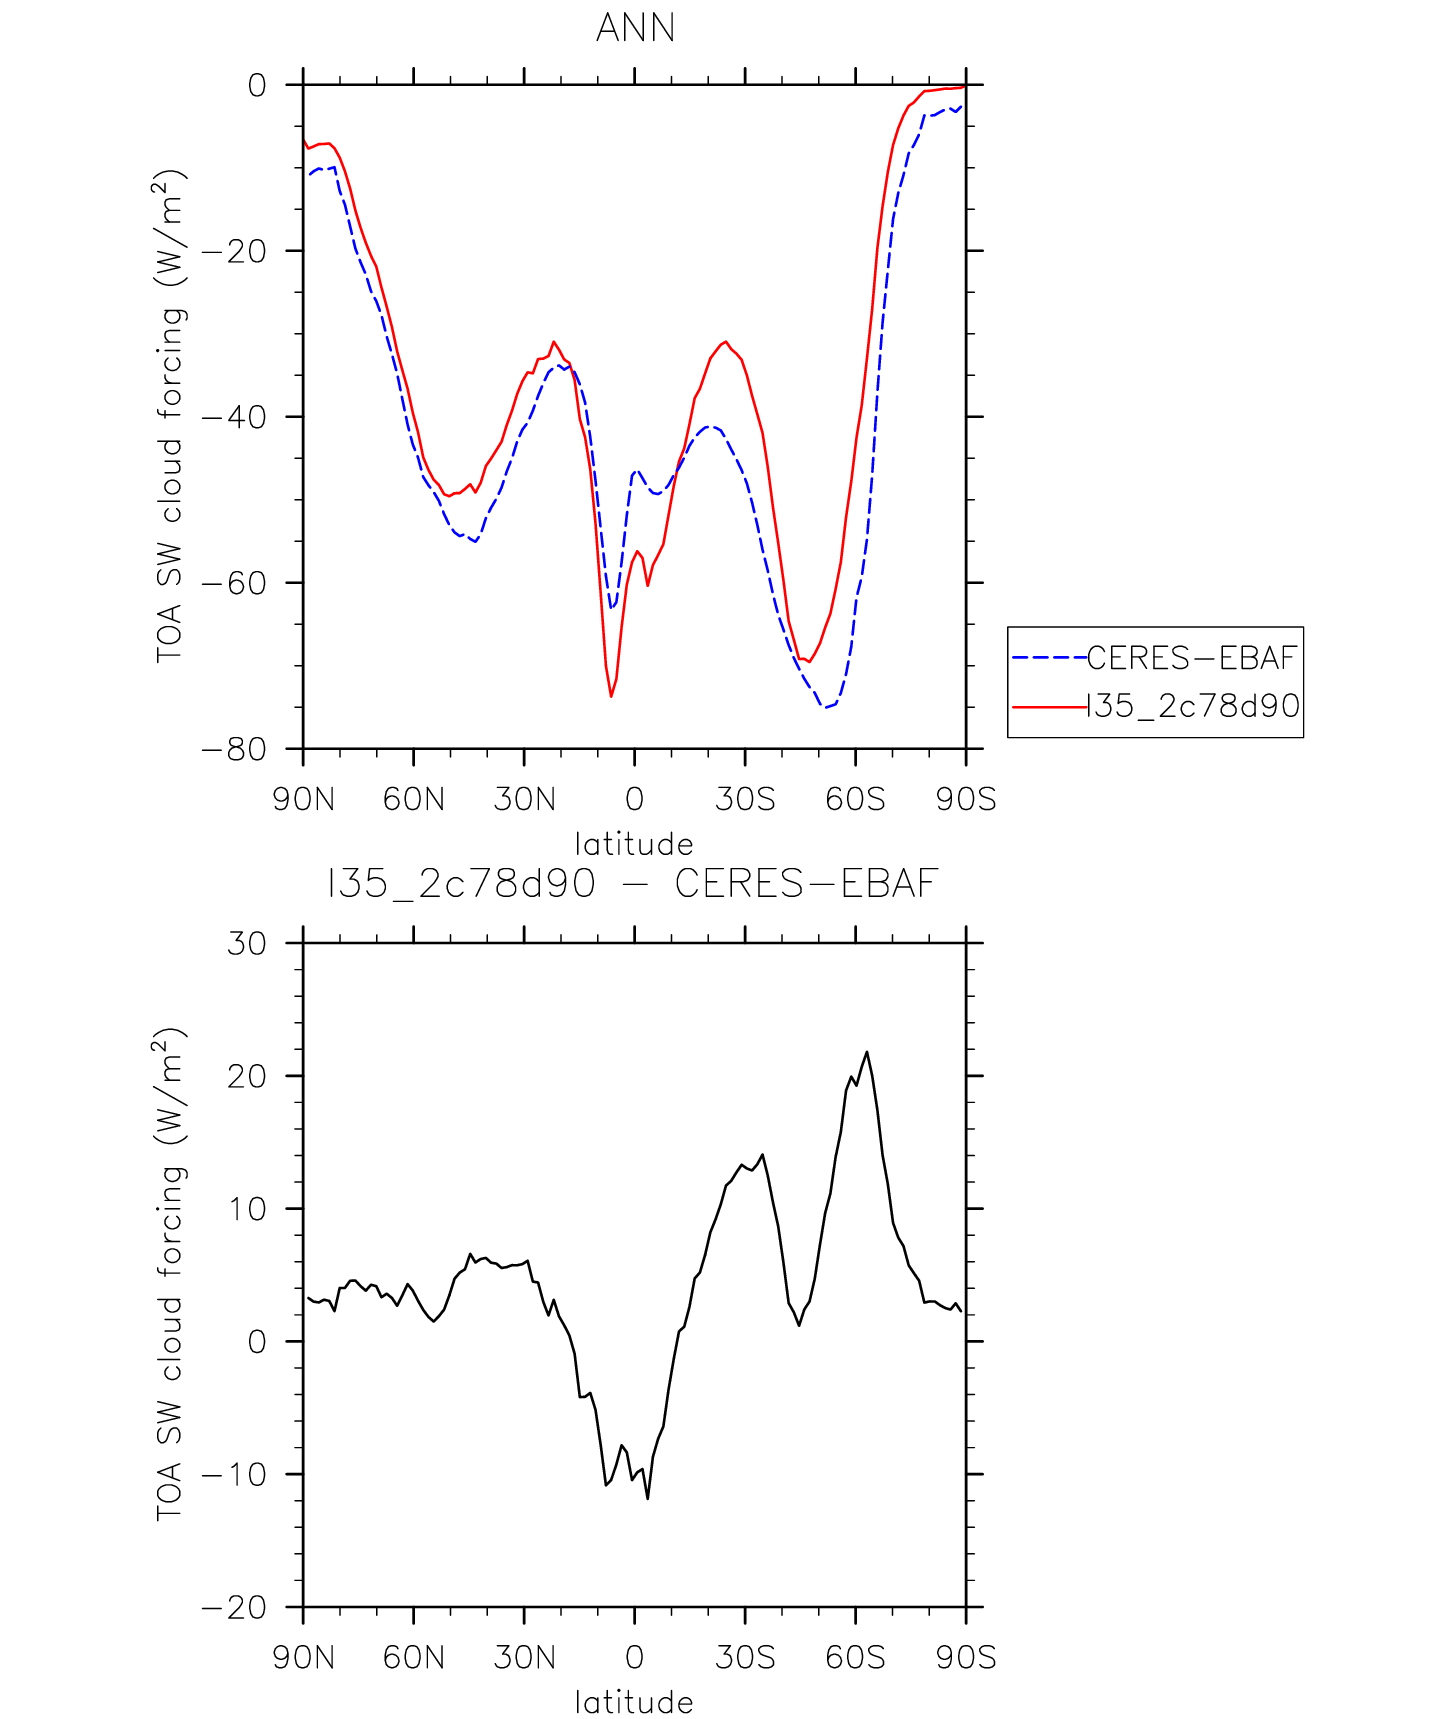 ANN
TOA SW cloud forcing (W/m²)
0
−20
−40
−60
−80
90N 60N 30N 0 30S 60S 90S
latitude
CERES−EBAF
I35_2c78d90
I35_2c78d90 − CERES−EBAF
TOA SW cloud forcing (W/m²)
30
20
10
0
−10
−20
90N 60N 30N 0 30S 60S 90S
latitude